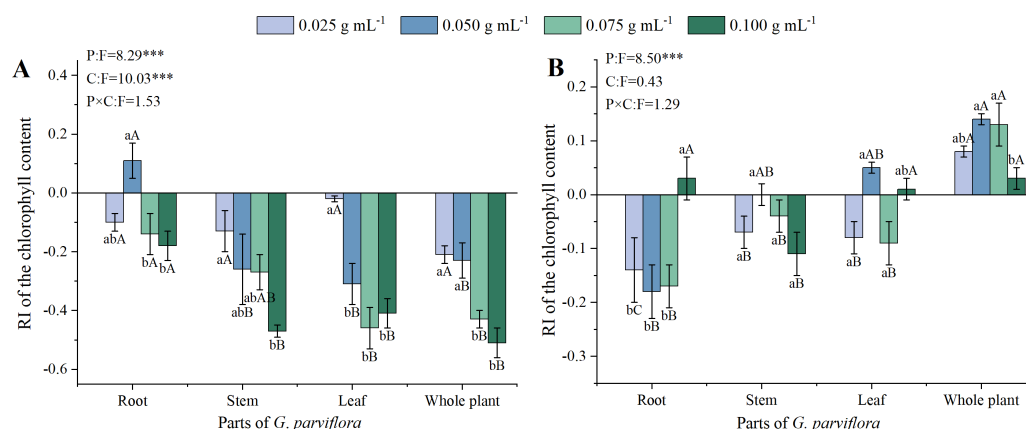 0.025 g mL⁻¹ 0.050 g mL⁻¹ 0.075 g mL⁻¹ 0.100 g mL⁻¹
A
P:F=8.29***
C:F=10.03***
P×C:F=1.53
RI of the chlorophyll content
0.4
0.2
0.0
-0.2
-0.4
-0.6
abA aA bA bA
aA abB abAB bB
aA bB bB bB
aA aB bB bB
Root Stem Leaf Whole plant
Parts of G. parviflora
B
P:F=8.50***
C:F=0.43
P×C:F=1.29
RI of the chlorophyll content
0.2
0.1
0.0
-0.1
-0.2
-0.3
bC bB bB aA
aB aAB aB aB
aB aAB aB abA
abA aA aA bA
Root Stem Leaf Whole plant
Parts of G. parviflora